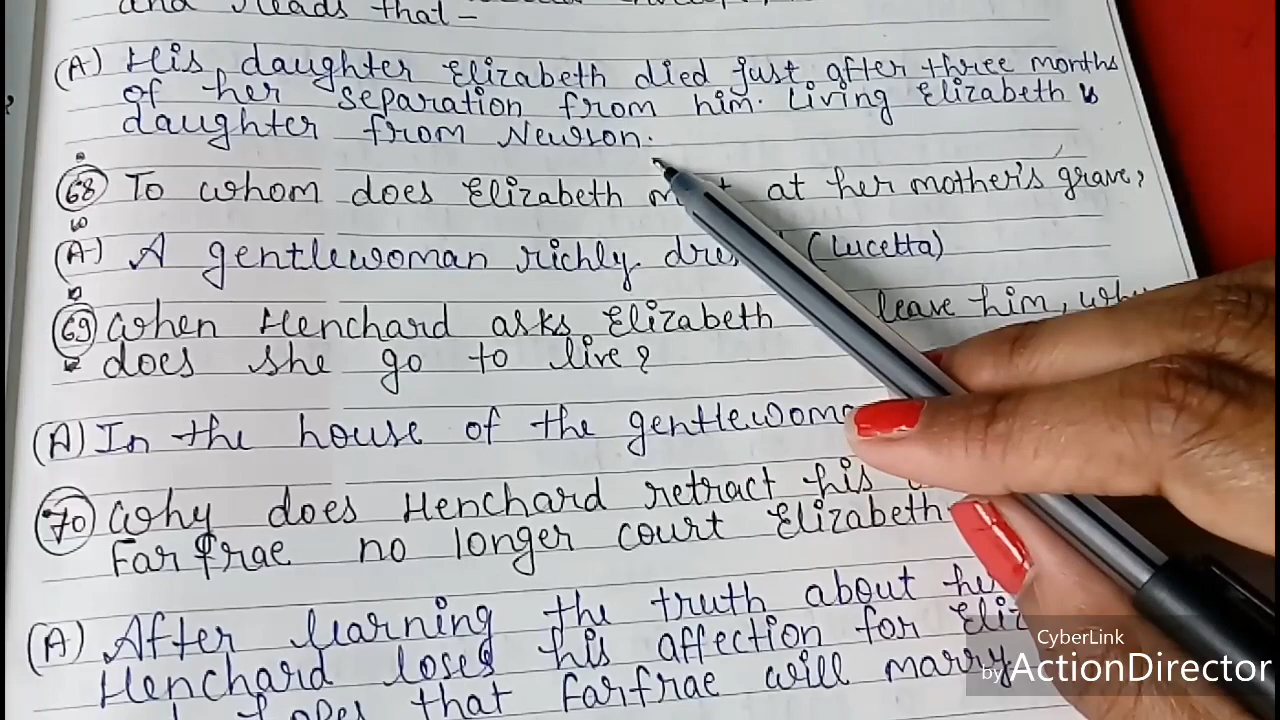 and reads that -
(A) His daughter Elizabeth died just after three months
of her separation from him. Living Elizabeth is
daughter from Newson.
(68) To whom does Elizabeth at her mother's grave?
(A) A gentlewoman richly (Lucetta)
(69) When Henchard asks Elizabeth leave him,
does she go to live?
(A) In the house of the
(70) Why does Henchard retract his
Farfrae no longer court Elizabeth
(A) After learning the truth about
Henchard loses his affection for
that Farfrae will marry
CyberLink
by ActionDirector